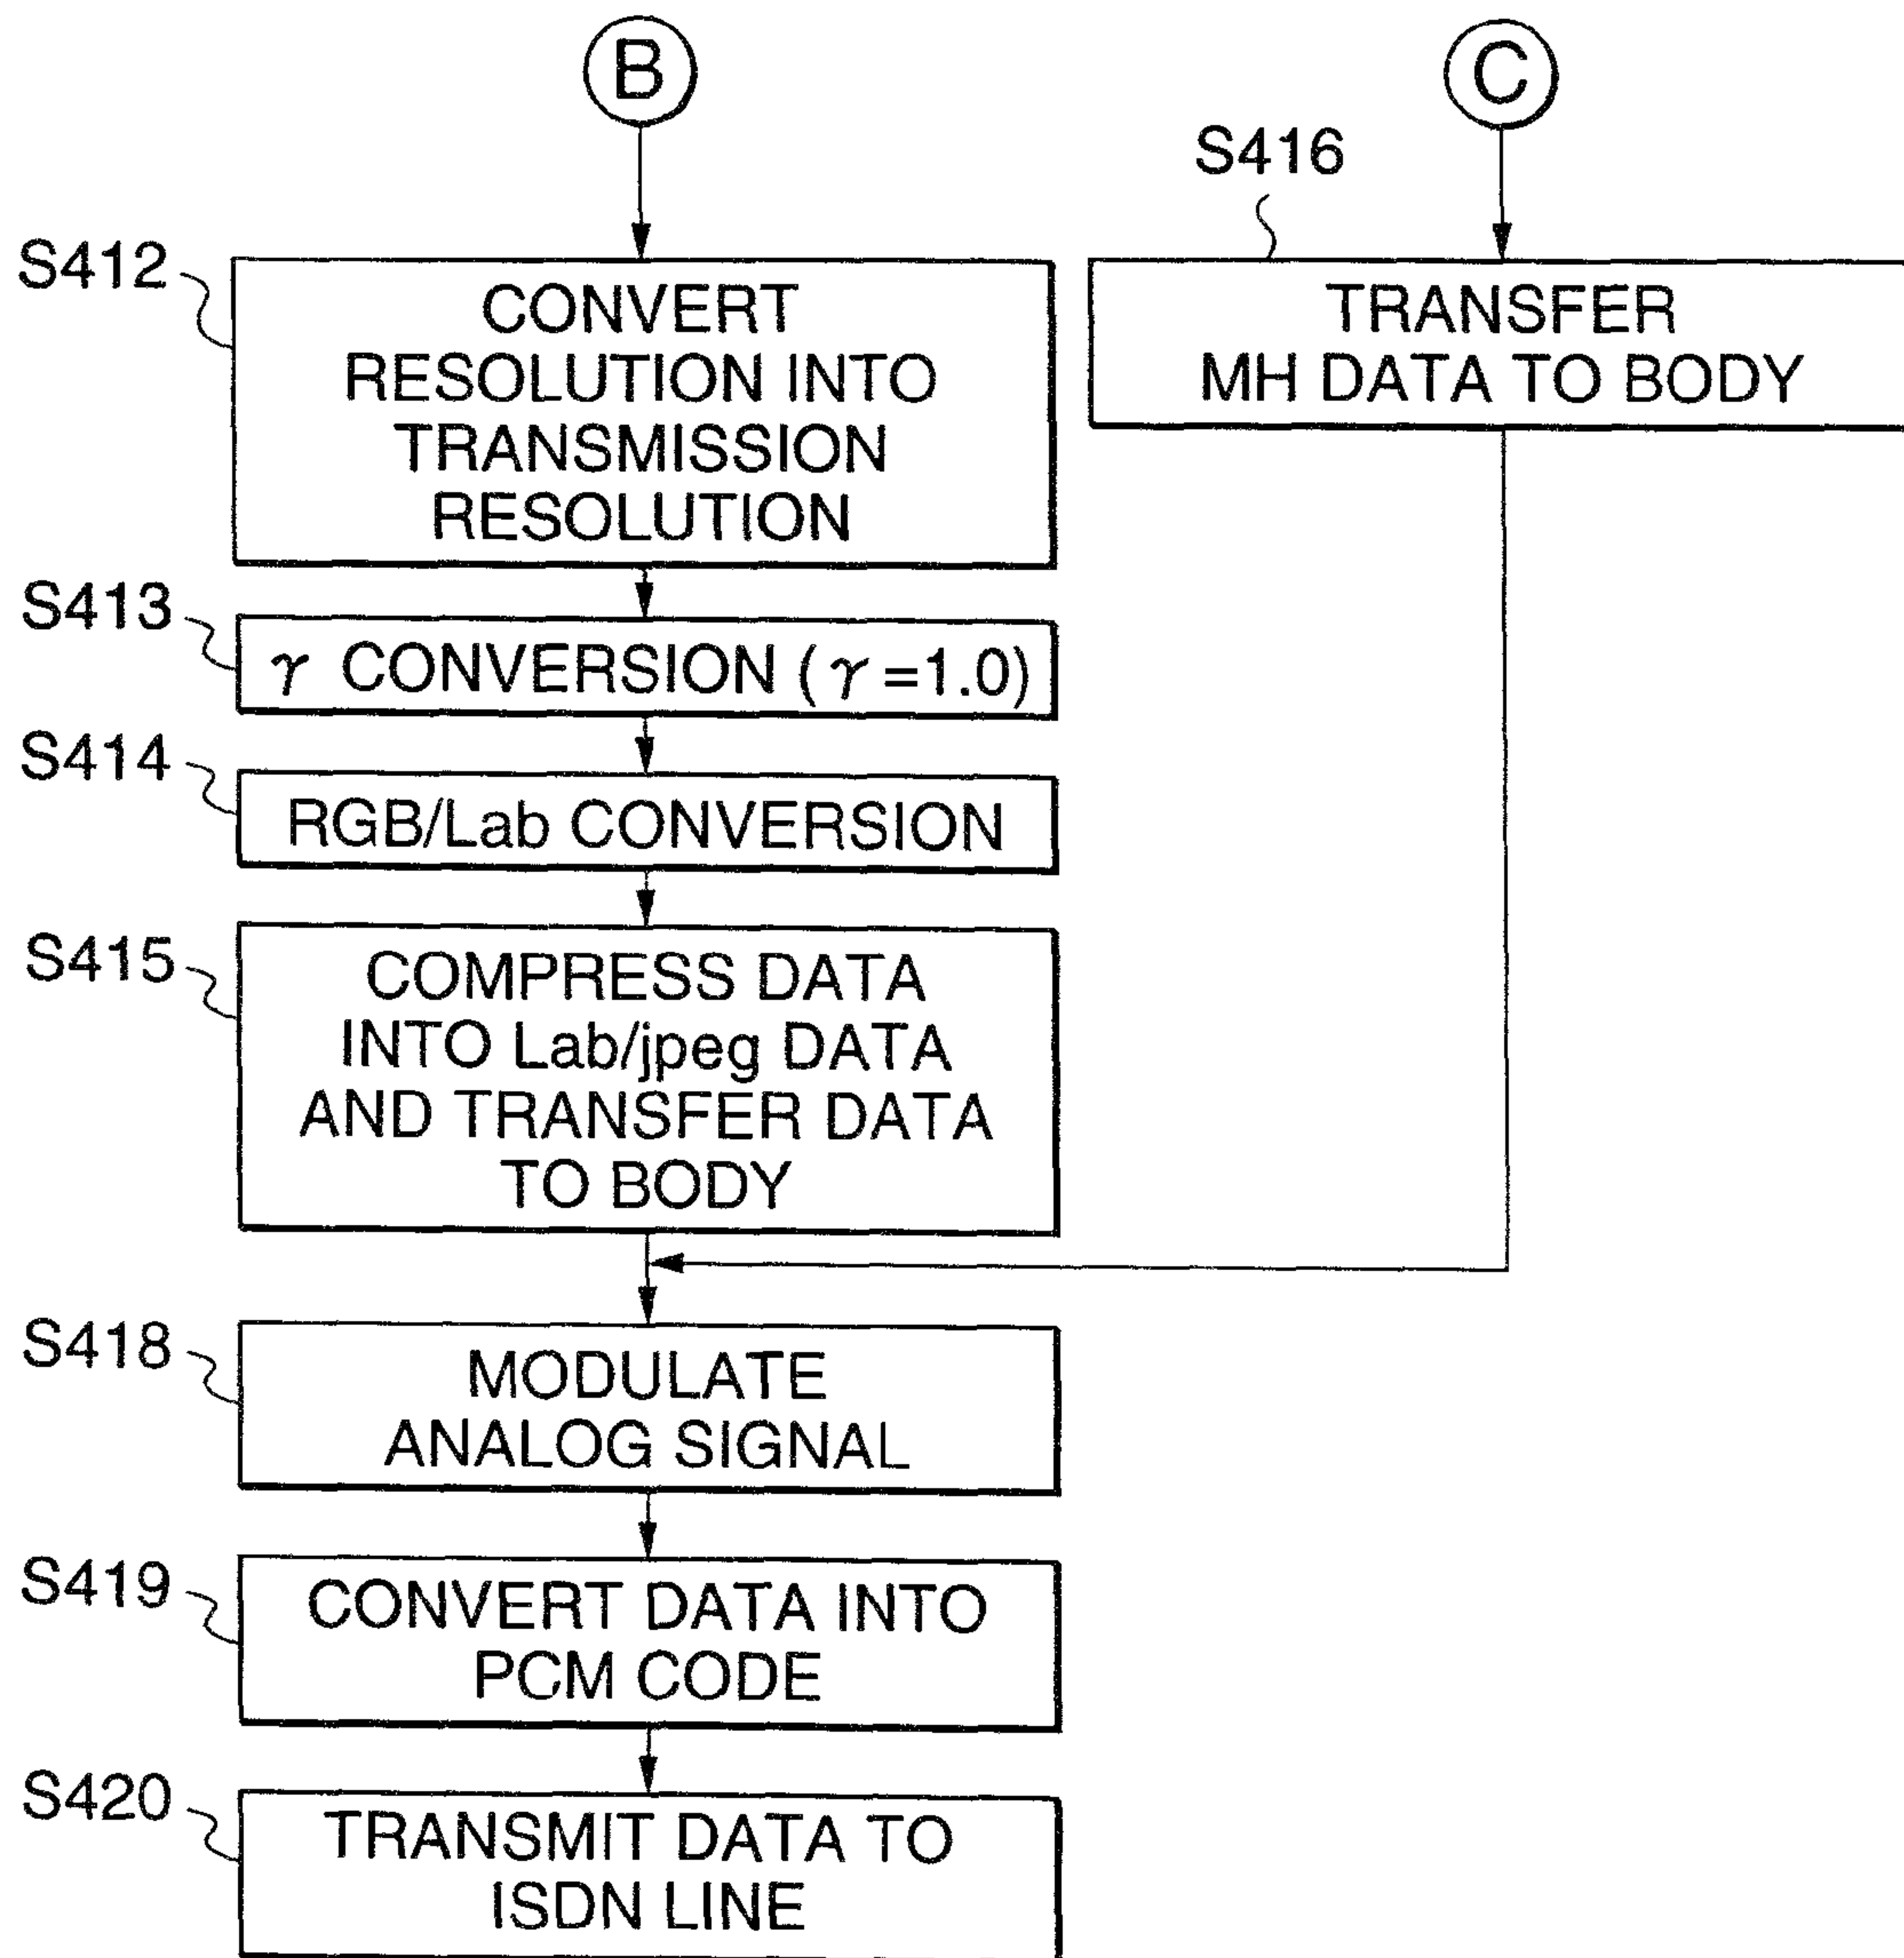 B
C
S416
S412
CONVERT
RESOLUTION INTO
TRANSMISSION
RESOLUTION
TRANSFER
MH DATA TO BODY
S413
γ CONVERSION (γ=1.0)
S414
RGB/Lab CONVERSION
S415
COMPRESS DATA
INTO Lab/jpeg DATA
AND TRANSFER DATA
TO BODY
S418
MODULATE
ANALOG SIGNAL
S419
CONVERT DATA INTO
PCM CODE
S420
TRANSMIT DATA TO
ISDN LINE